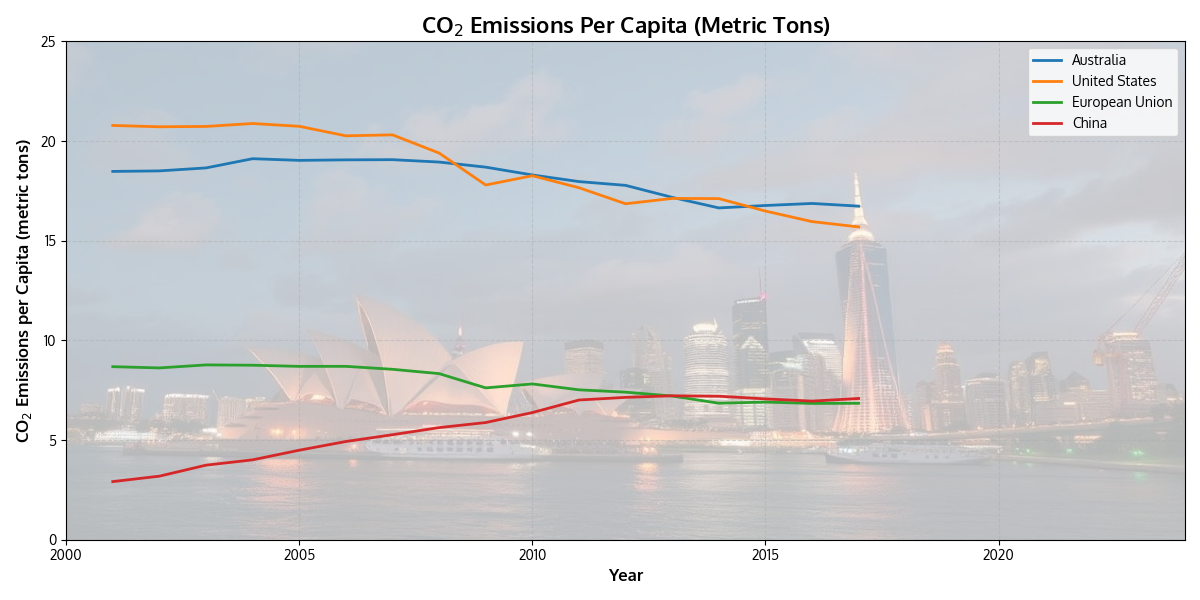 CO₂ Emissions Per Capita (Metric Tons)
Australia
United States
European Union
China
CO₂ Emissions per Capita (metric tons)
25
20
15
10
5
0
2000 2005 2010 2015 2020
Year